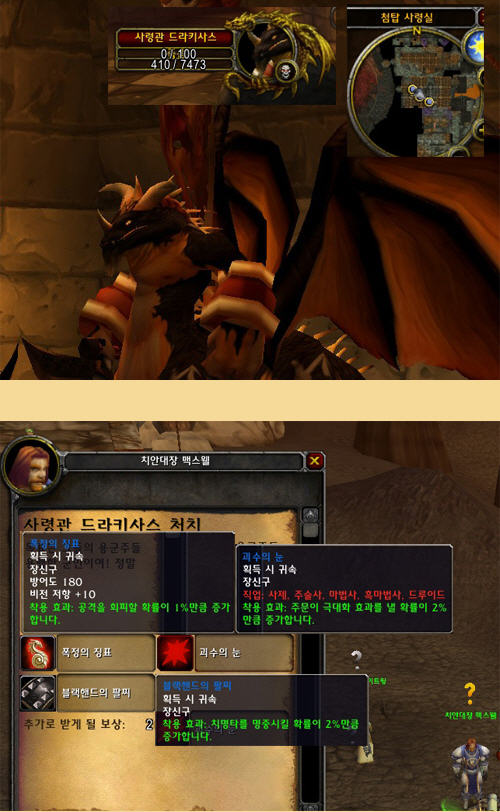 사령관 드라키사스
0 / 100
410 / 7473
첨탑 사령실
N
치안대장 맥스웰
사령관 드라키사스 처치
폭정의 징표
획득 시 귀속
장신구
방어도 180
비전 저항 +10
착용 효과: 공격을 회피할 확률이 1%만큼 증가
합니다.
괴수의 눈
획득 시 귀속
장신구
직업: 사제, 주술사, 마법사, 흑마법사, 드루이드
착용 효과: 주문이 극대화 효과를 낼 확률이 2%
만큼 증가합니다.
폭정의 징표
괴수의 눈
블랙핸드의 팔찌
블랙핸드의 팔찌
획득 시 귀속
장신구
착용 효과: 치명타를 명중시킬 확률이 2%만큼
증가합니다.
추가로 받게 될 보상: 2
치안대장 맥스웰